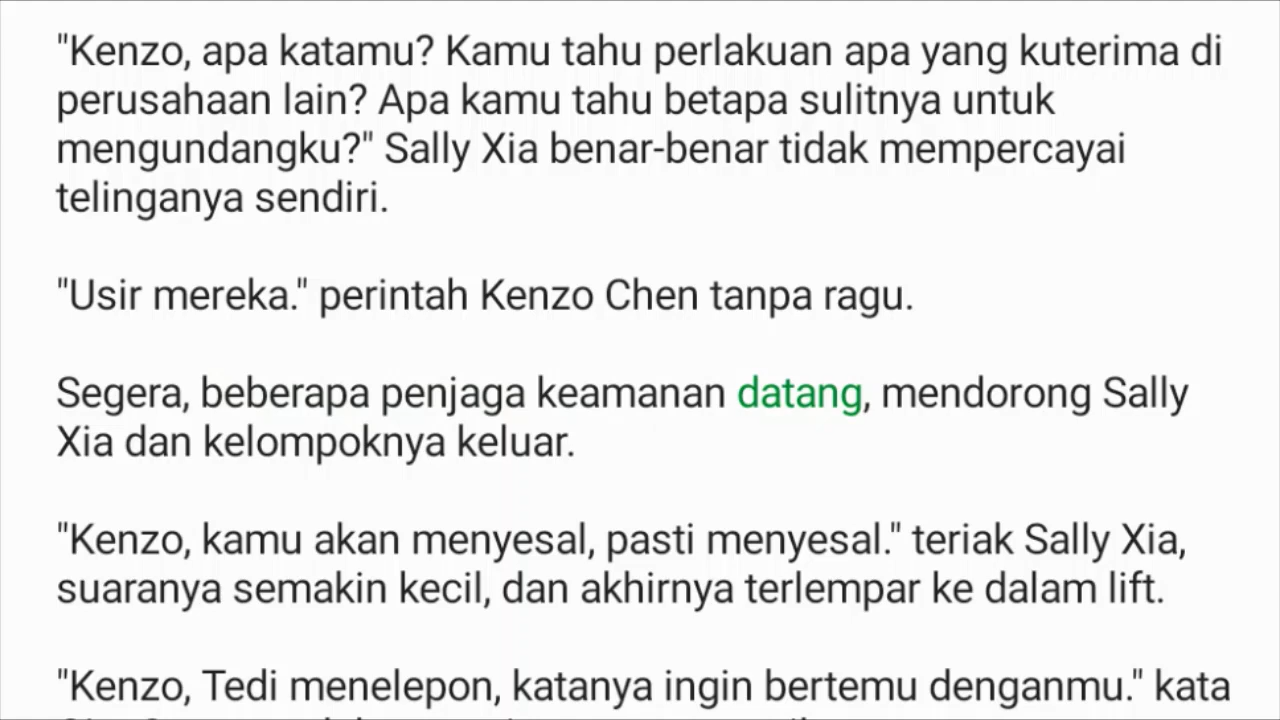 "Kenzo, apa katamu? Kamu tahu perlakuan apa yang kuterima di
perusahaan lain? Apa kamu tahu betapa sulitnya untuk
mengundangku?" Sally Xia benar-benar tidak mempercayai
telinganya sendiri.
"Usir mereka." perintah Kenzo Chen tanpa ragu.
Segera, beberapa penjaga keamanan datang, mendorong Sally
Xia dan kelompoknya keluar.
"Kenzo, kamu akan menyesal, pasti menyesal." teriak Sally Xia,
suaranya semakin kecil, dan akhirnya terlempar ke dalam lift.
"Kenzo, Tedi menelepon, katanya ingin bertemu denganmu." kata